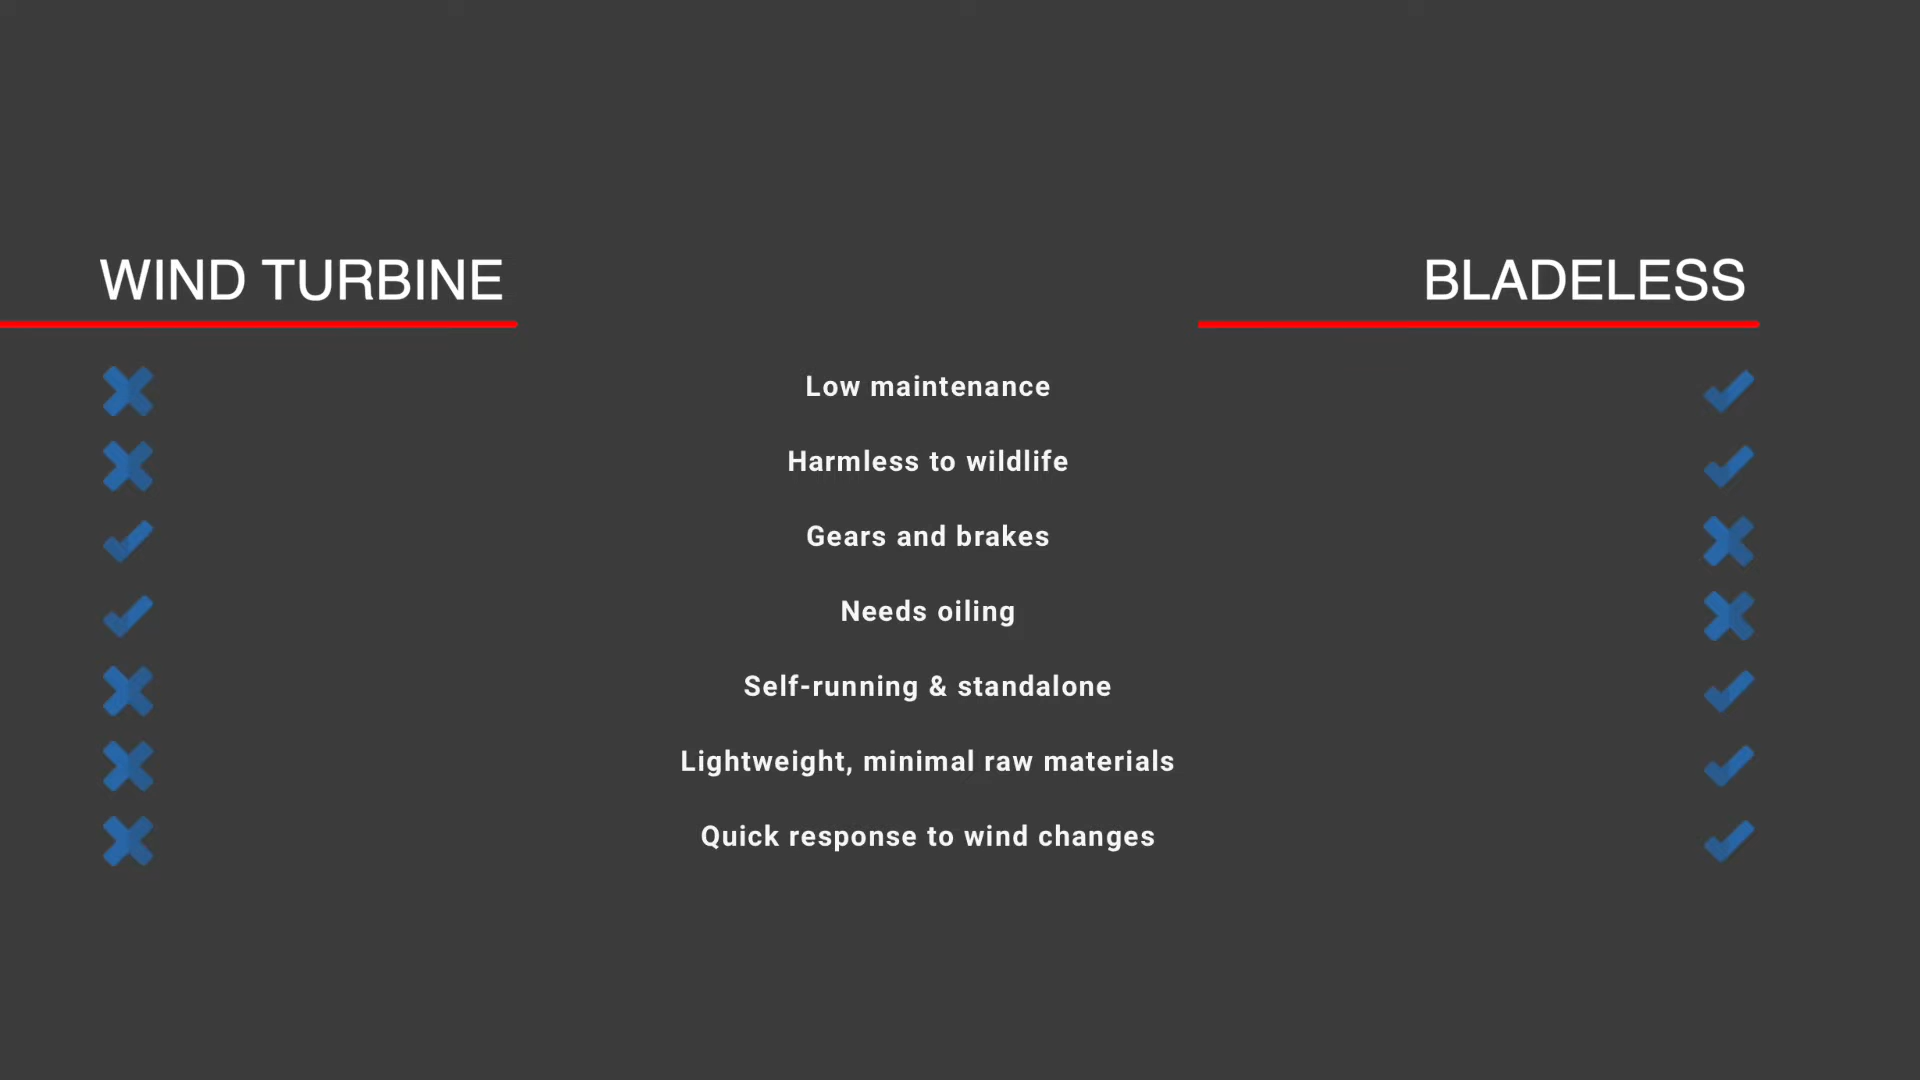 WIND TURBINE
BLADELESS
Low maintenance
Harmless to wildlife
Gears and brakes
Needs oiling
Self-running & standalone
Lightweight, minimal raw materials
Quick response to wind changes